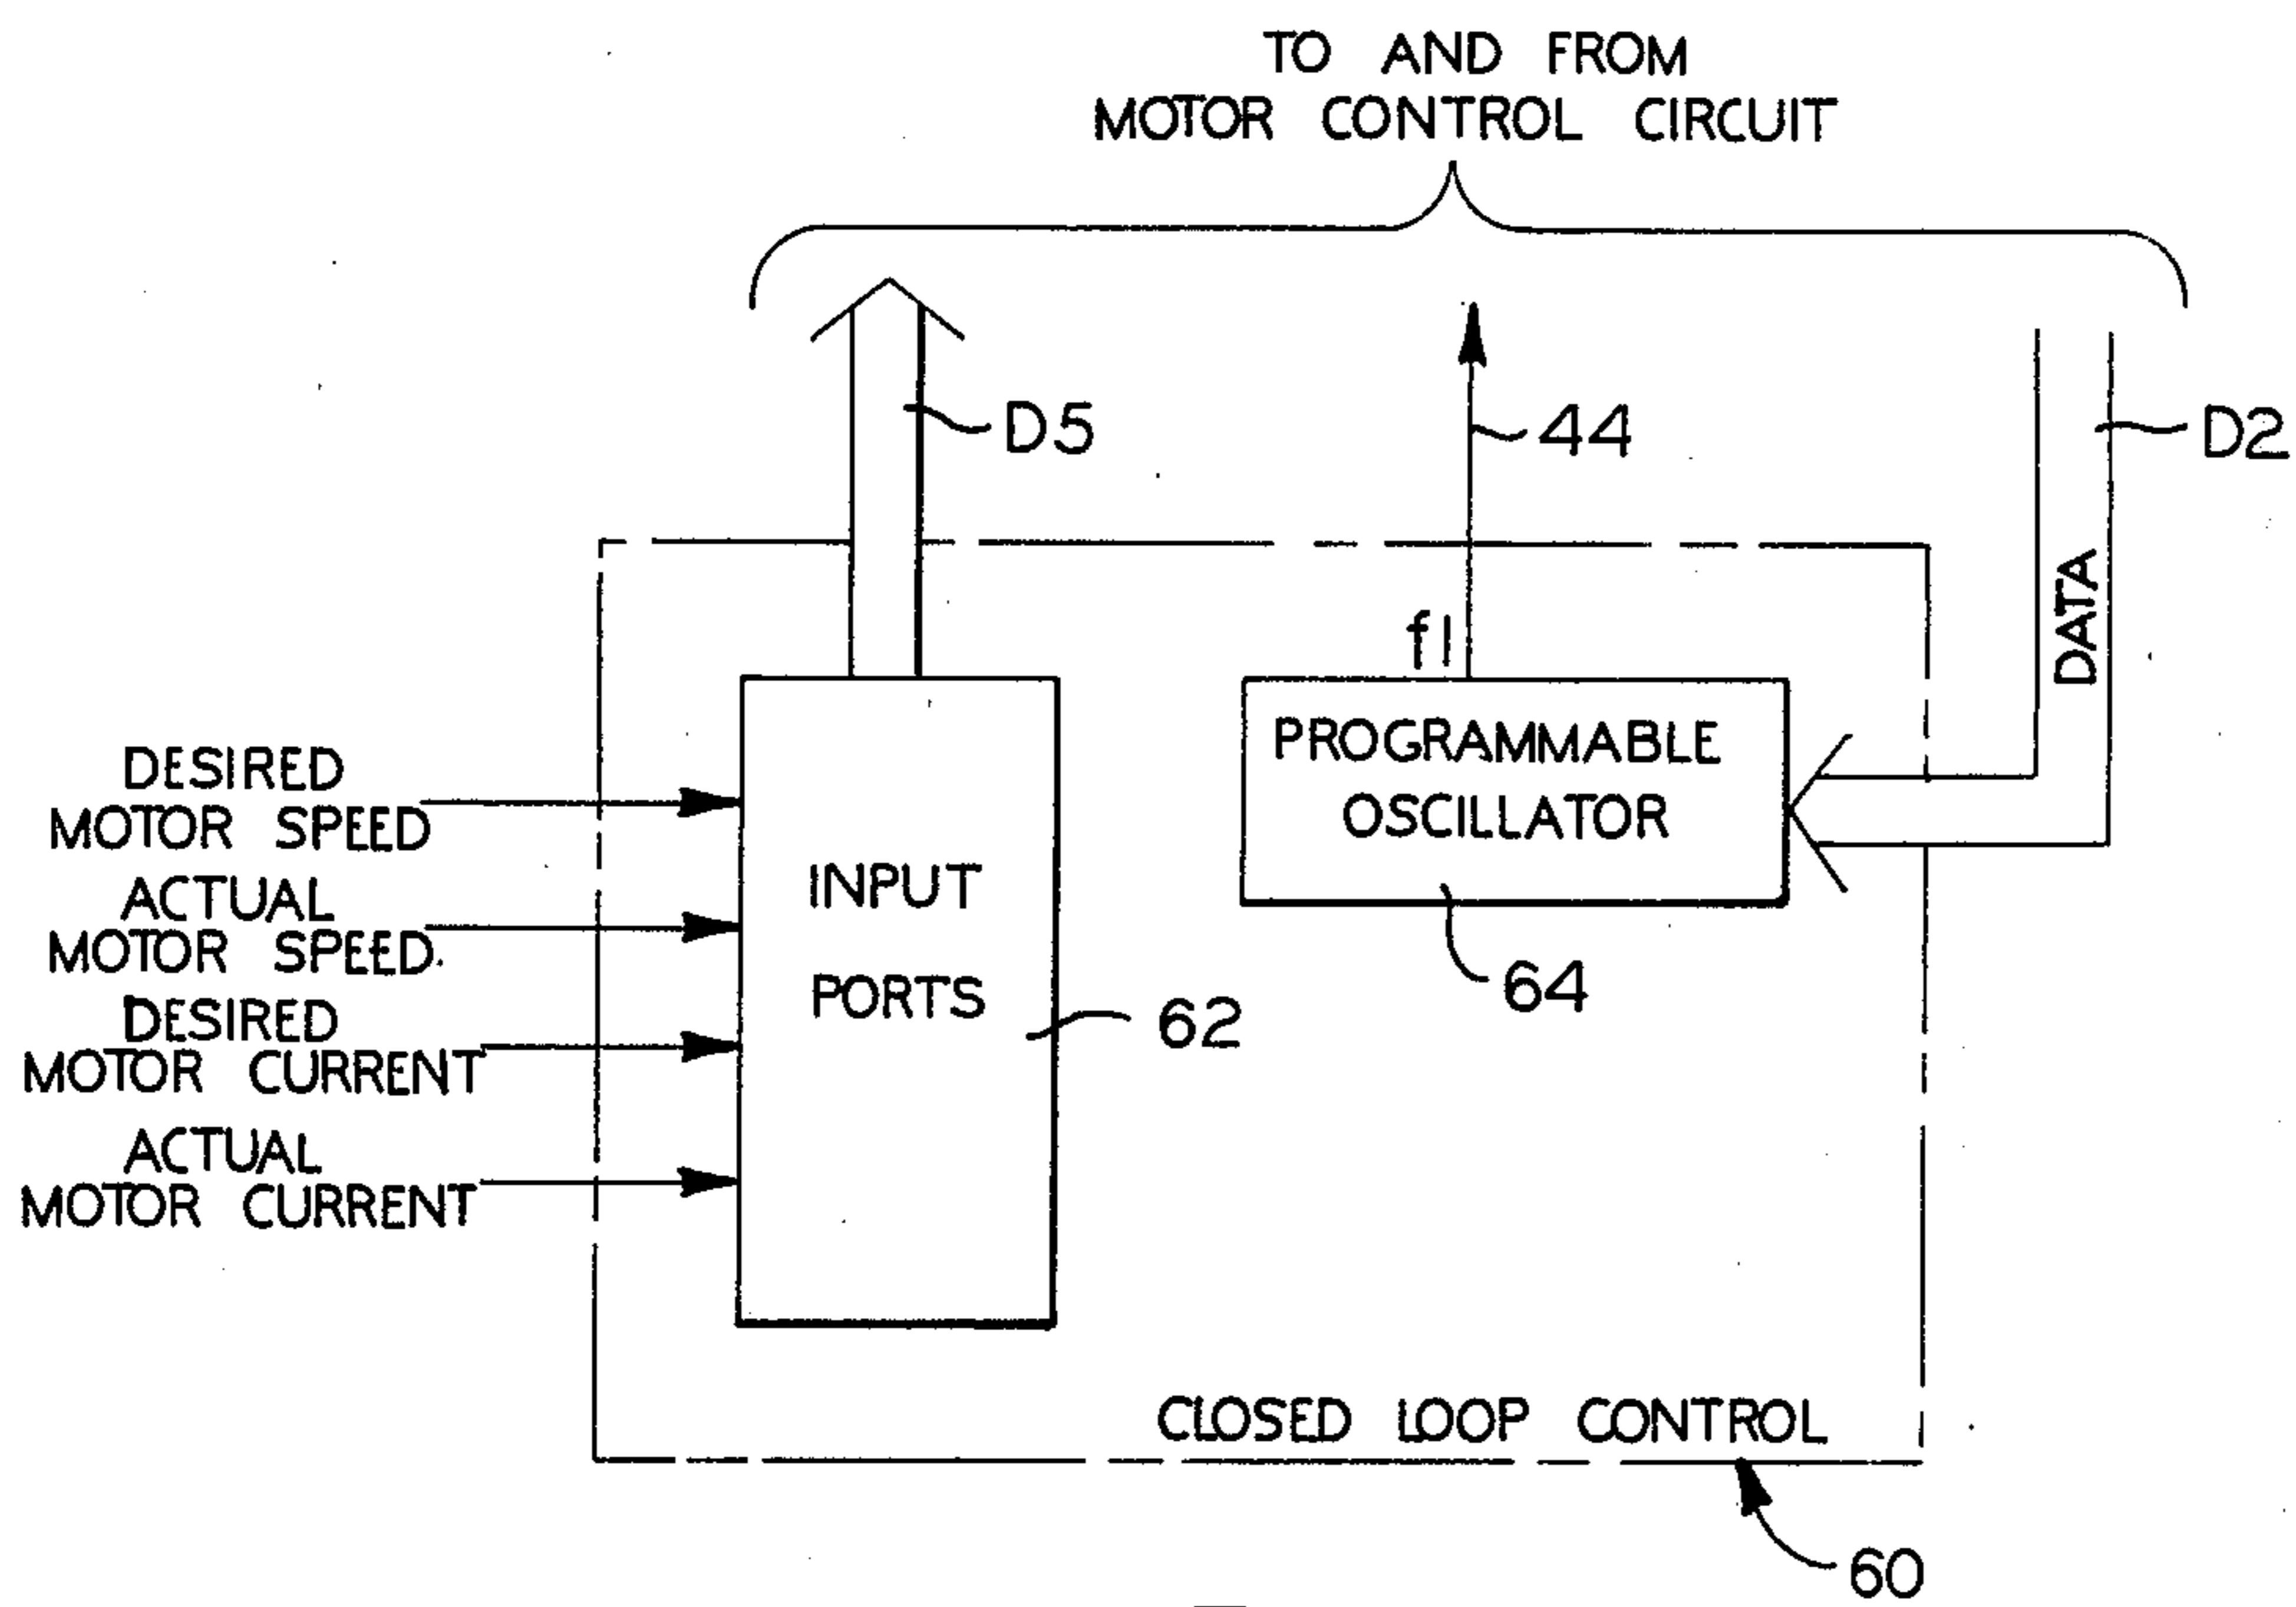 TO AND FROM
MOTOR CONTROL CIRCUIT
D5
44
D2
DATA
f1
PROGRAMMABLE
OSCILLATOR
64
DESIRED
MOTOR SPEED
ACTUAL
MOTOR SPEED
DESIRED
MOTOR CURRENT
ACTUAL
MOTOR CURRENT
INPUT
PORTS
62
CLOSED LOOP CONTROL
60